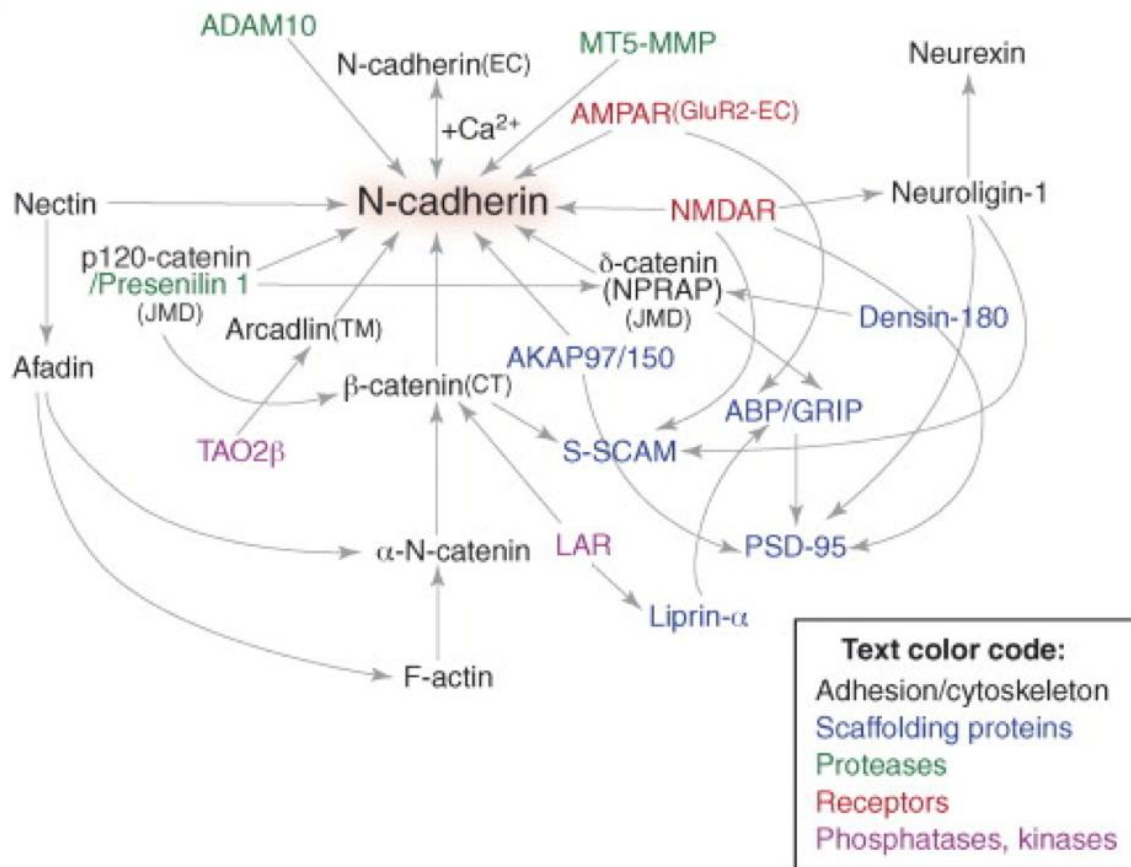 ADAM10
MT5-MMP
N-cadherin(EC)
Neurexin
AMPAR(GluR2-EC)
+Ca²⁺
Nectin
N-cadherin
NMDAR
Neuroligin-1
p120-catenin
/Presenilin 1
(JMD)
δ-catenin
(NPRAP)
(JMD)
Arcadlin(TM)
Densin-180
Afadin
AKAP97/150
β-catenin(CT)
ABP/GRIP
TAO2β
S-SCAM
α-N-catenin
LAR
PSD-95
Liprin-α
F-actin
Text color code:
Adhesion/cytoskeleton
Scaffolding proteins
Proteases
Receptors
Phosphatases, kinases